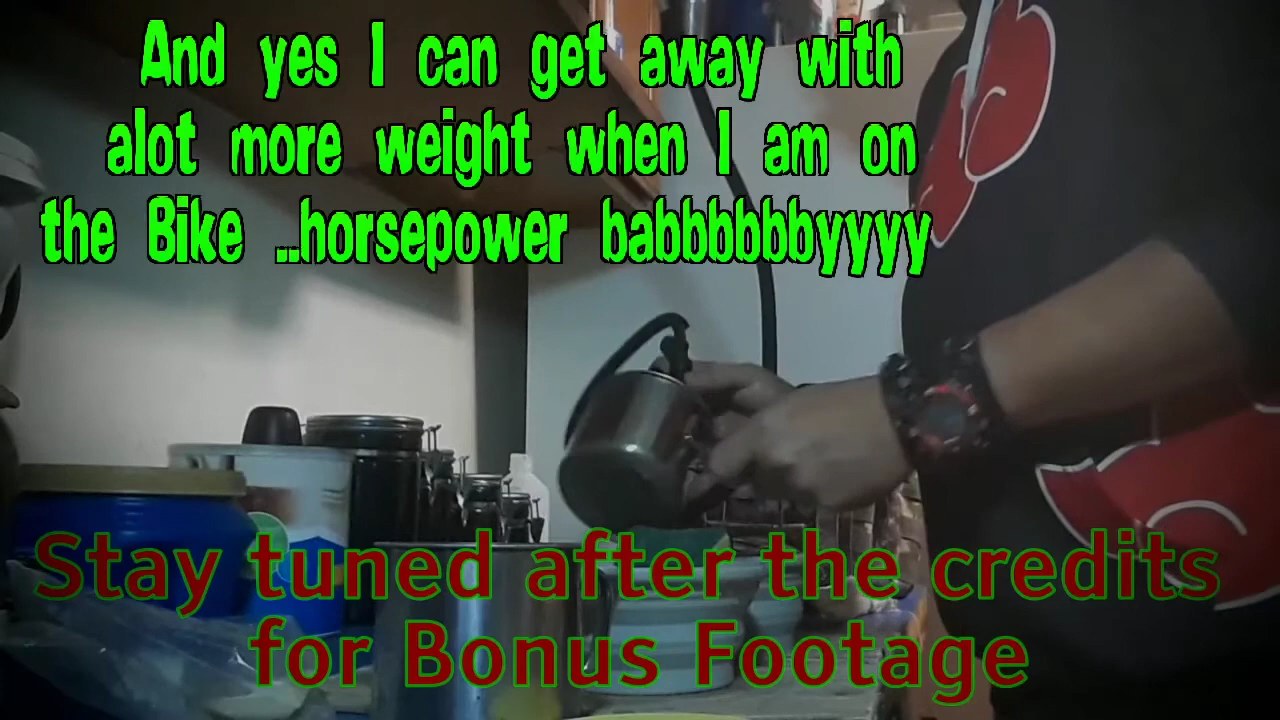 And yes I can get away with
alot more weight when I am on
the Bike ..horsepower babbbbbbyyyy
Stay tuned after the credits
for Bonus Footage